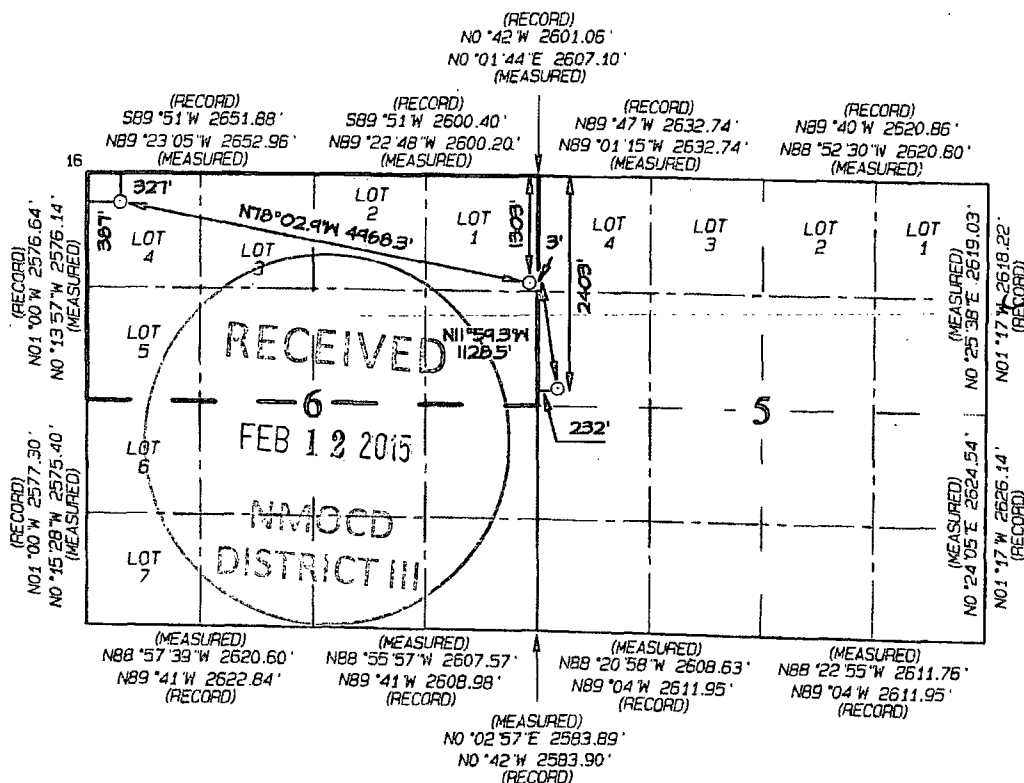 (RECORD)
N0°42'W 2601.06'
N0°01'44"E 2607.10'
(MEASURED)
(RECORD)
S89°51'W 2651.88'
N89°23'05"W 2652.96'
(MEASURED)
(RECORD)
S89°51'W 2600.40'
N89°22'48"W 2600.20'
(MEASURED)
(RECORD)
N89°47'W 2632.74'
N89°01'15"W 2632.74'
(MEASURED)
(RECORD)
N89°40'W 2620.86'
N88°52'30"W 2620.60'
(MEASURED)
16
327'
387'
N78°02.9'W 4968.3'
LOT
4
LOT
3
LOT
2
LOT
1
1303'
3'
2403'
LOT
4
LOT
3
LOT
2
LOT
1
(RECORD)
N01°00'W 2576.64'
N0°13'57"W 2576.14'
(MEASURED)
(MEASURED)
N0°25'38"E 2619.03'
N01°17'W 2618.22'
(RECORD)
LOT
5
RECEIVED
N11°59.3'W
1128.5'
6
232'
5
FEB 12 2015
LOT
6
NMOCD
DISTRICT III
LOT
7
(RECORD)
N01°00'W 2577.30'
N0°15'28"W 2575.40'
(MEASURED)
(MEASURED)
N0°24'05"E 2624.54'
N01°17'W 2626.14'
(RECORD)
(MEASURED)
N88°57'39"W 2620.60'
N89°41'W 2622.84'
(RECORD)
(MEASURED)
N88°55'57"W 2607.57'
N89°41'W 2608.98'
(RECORD)
(MEASURED)
N88°20'58"W 2608.63'
N89°04'W 2611.95'
(RECORD)
(MEASURED)
N88°22'55"W 2611.76'
N89°04'W 2611.95'
(RECORD)
(MEASURED)
N0°02'57"E 2583.89'
N0°42'W 2583.90'
(RECORD)